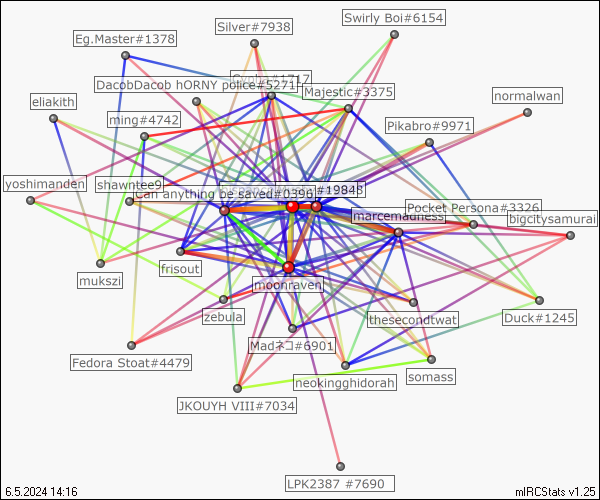 Swirly Boi#6154
Silver#7938
Eg.Master#1378
DacobDacob hORNY police#5271
Majestic#3375
eliakith
normalwan
ming#4742
Pikabro#9971
yoshimanden
shawntee9
Can anything be saved#0396
Pocket Persona#3326
marcemadness
bigcitysamurai
frisout
mukszi
moonraven
zebula
thesecondtwat
Duck#1245
Madネコ#6901
Fedora Stoat#4479
neokingghidorah
somass
JKOUYH VIII#7034
LPK2387 #7690
6.5.2024 14:16
mIRCStats v1.25